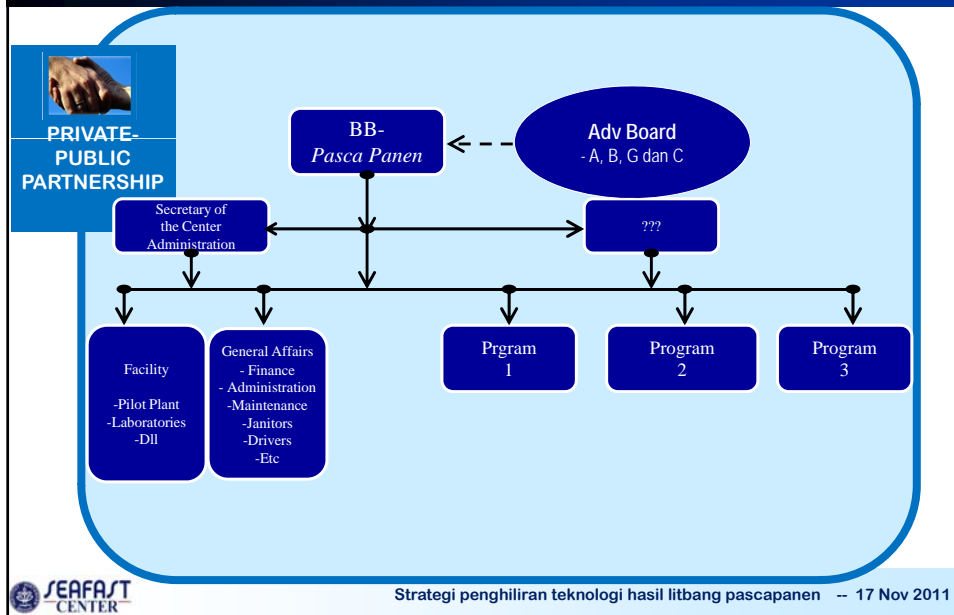 PRIVATE-
PUBLIC
PARTNERSHIP
BB-
Pasca Panen
Adv Board
- A, B, G dan C
Secretary of
the Center
Administration
???
Facility
-Pilot Plant
-Laboratories
-Dll
General Affairs
- Finance
- Administration
-Maintenance
-Janitors
-Drivers
-Etc
Prgram
1
Program
2
Program
3
SEAFAST
CENTER
Strategi penghiliran teknologi hasil litbang pascapanen -- 17 Nov 2011